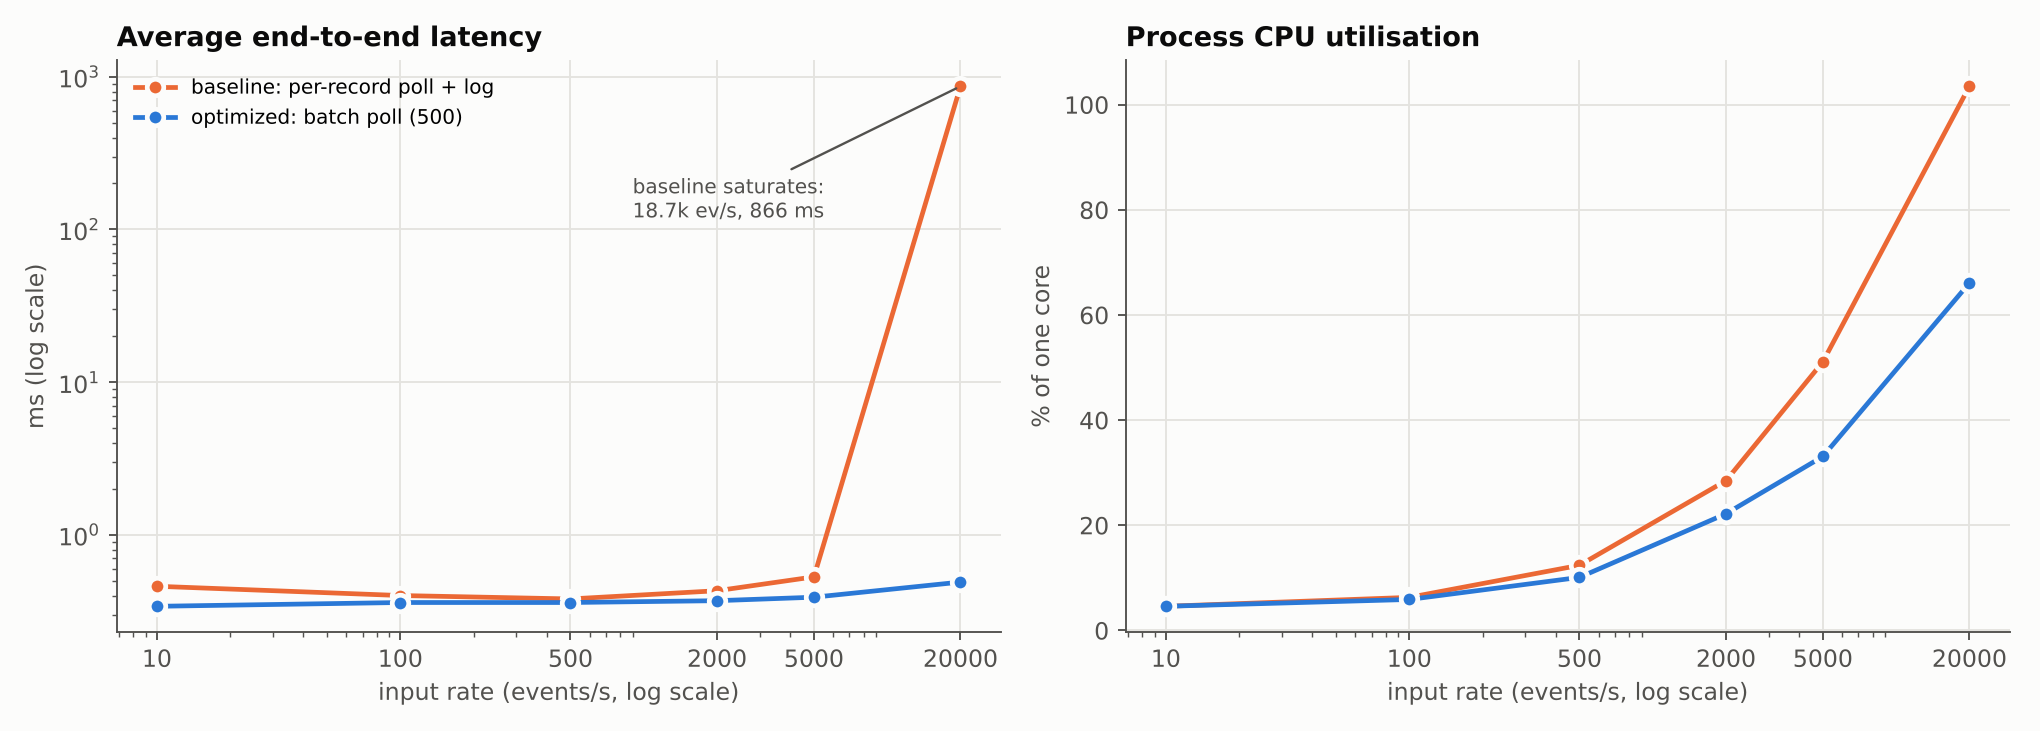 Average end-to-end latency
baseline: per-record poll + log
optimized: batch poll (500)
baseline saturates:
18.7k ev/s, 866 ms
ms (log scale)
10³
10²
10¹
10⁰
10 100 500 2000 5000 20000
input rate (events/s, log scale)
Process CPU utilisation
% of one core
100
80
60
40
20
0
10 100 500 2000 5000 20000
input rate (events/s, log scale)